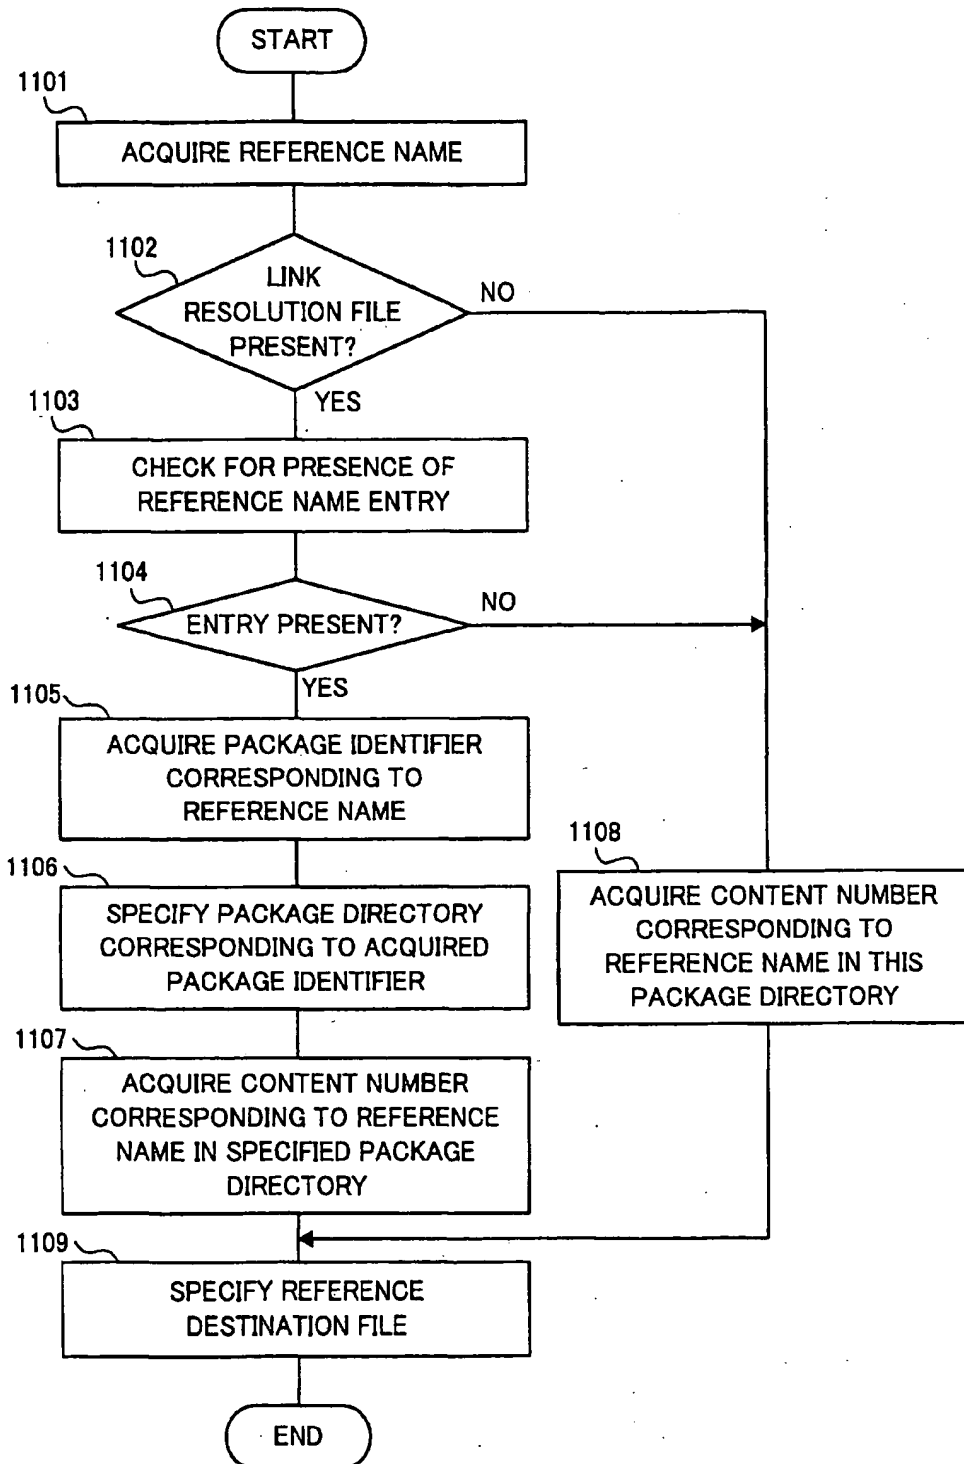 START
1101
ACQUIRE REFERENCE NAME
1102
LINK
RESOLUTION FILE
PRESENT?
NO
YES
1103
CHECK FOR PRESENCE OF
REFERENCE NAME ENTRY
1104
ENTRY PRESENT?
NO
YES
1105
ACQUIRE PACKAGE IDENTIFIER
CORRESPONDING TO
REFERENCE NAME
1106
SPECIFY PACKAGE DIRECTORY
CORRESPONDING TO ACQUIRED
PACKAGE IDENTIFIER
1108
ACQUIRE CONTENT NUMBER
CORRESPONDING TO
REFERENCE NAME IN THIS
PACKAGE DIRECTORY
1107
ACQUIRE CONTENT NUMBER
CORRESPONDING TO REFERENCE
NAME IN SPECIFIED PACKAGE
DIRECTORY
1109
SPECIFY REFERENCE
DESTINATION FILE
END